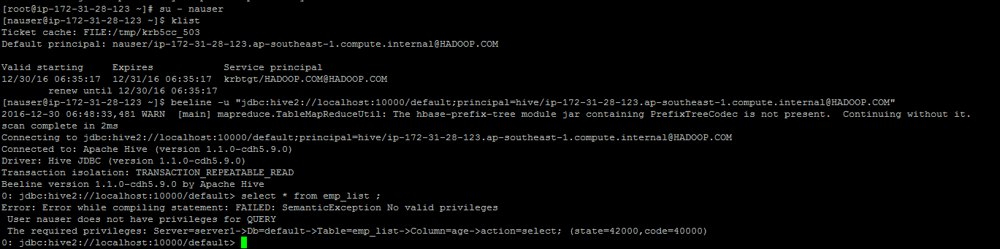 [root@ip-172-31-28-123 ~]# su - nauser
[nauser@ip-172-31-28-123 ~]$ klist
Ticket cache: FILE:/tmp/krb5cc_503
Default principal: nauser/ip-172-31-28-123.ap-southeast-1.compute.internal@HADOOP.COM
Valid starting     Expires            Service principal
12/30/16 06:35:17  12/31/16 06:35:17  krbtgt/HADOOP.COM@HADOOP.COM
        renew until 12/30/16 06:35:17
[nauser@ip-172-31-28-123 ~]$ beeline -u "jdbc:hive2://localhost:10000/default;principal=hive/ip-172-31-28-123.ap-southeast-1.compute.internal@HADOOP.COM"
2016-12-30 06:48:33,481 WARN  [main] mapreduce.TableMapReduceUtil: The hbase-prefix-tree module jar containing PrefixTreeCodec is not present.  Continuing without it.
scan complete in 2ms
Connecting to jdbc:hive2://localhost:10000/default;principal=hive/ip-172-31-28-123.ap-southeast-1.compute.internal@HADOOP.COM
Connected to: Apache Hive (version 1.1.0-cdh5.9.0)
Driver: Hive JDBC (version 1.1.0-cdh5.9.0)
Transaction isolation: TRANSACTION_REPEATABLE_READ
Beeline version 1.1.0-cdh5.9.0 by Apache Hive
0: jdbc:hive2://localhost:10000/default> select * from emp_list ;
Error: Error while compiling statement: FAILED: SemanticException No valid privileges
 User nauser does not have privileges for QUERY
 The required privileges: Server=server1->Db=default->Table=emp_list->Column=age->action=select; (state=42000,code=40000)
0: jdbc:hive2://localhost:10000/default>